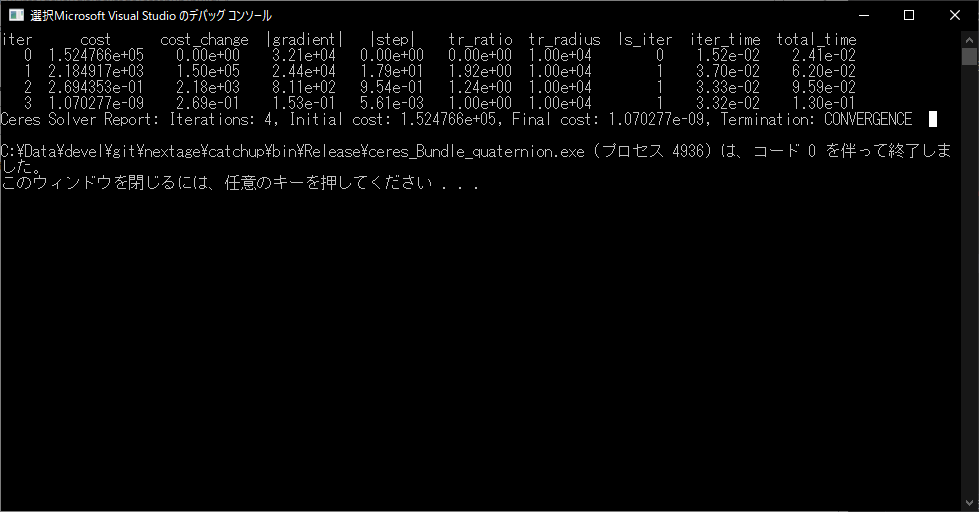 選択Microsoft Visual Studio のデバッグ コンソール
iter cost cost_change |gradient| |step| tr_ratio tr_radius ls_iter iter_time total_time
0 1.524766e+05 0.00e+00 3.21e+04 0.00e+00 0.00e+00 1.00e+04 0 1.52e-02 2.41e-02
1 2.184917e+03 1.50e+05 2.44e+04 1.79e+01 1.92e+00 1.00e+04 1 3.70e-02 6.20e-02
2 2.694353e-01 2.18e+03 8.11e+02 9.54e-01 1.24e+00 1.00e+04 1 3.33e-02 9.59e-02
3 1.070277e-09 2.69e-01 1.53e-01 5.61e-03 1.00e+00 1.00e+04 1 3.32e-02 1.30e-01
Ceres Solver Report: Iterations: 4, Initial cost: 1.524766e+05, Final cost: 1.070277e-09, Termination: CONVERGENCE
C:¥Data¥devel¥git¥nextage¥catchup¥bin¥Release¥ceres_Bundle_quaternion.exe (プロセス 4936) は、コード 0 を伴って終了しま
した。
このウィンドウを閉じるには、任意のキーを押してください . . .